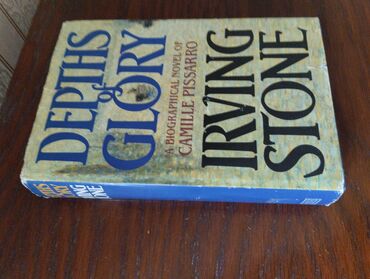 DEPTHS
of
GLORY
A BIOGRAPHICAL NOVEL OF
CAMILLE PISSARRO
IRVING
STONE